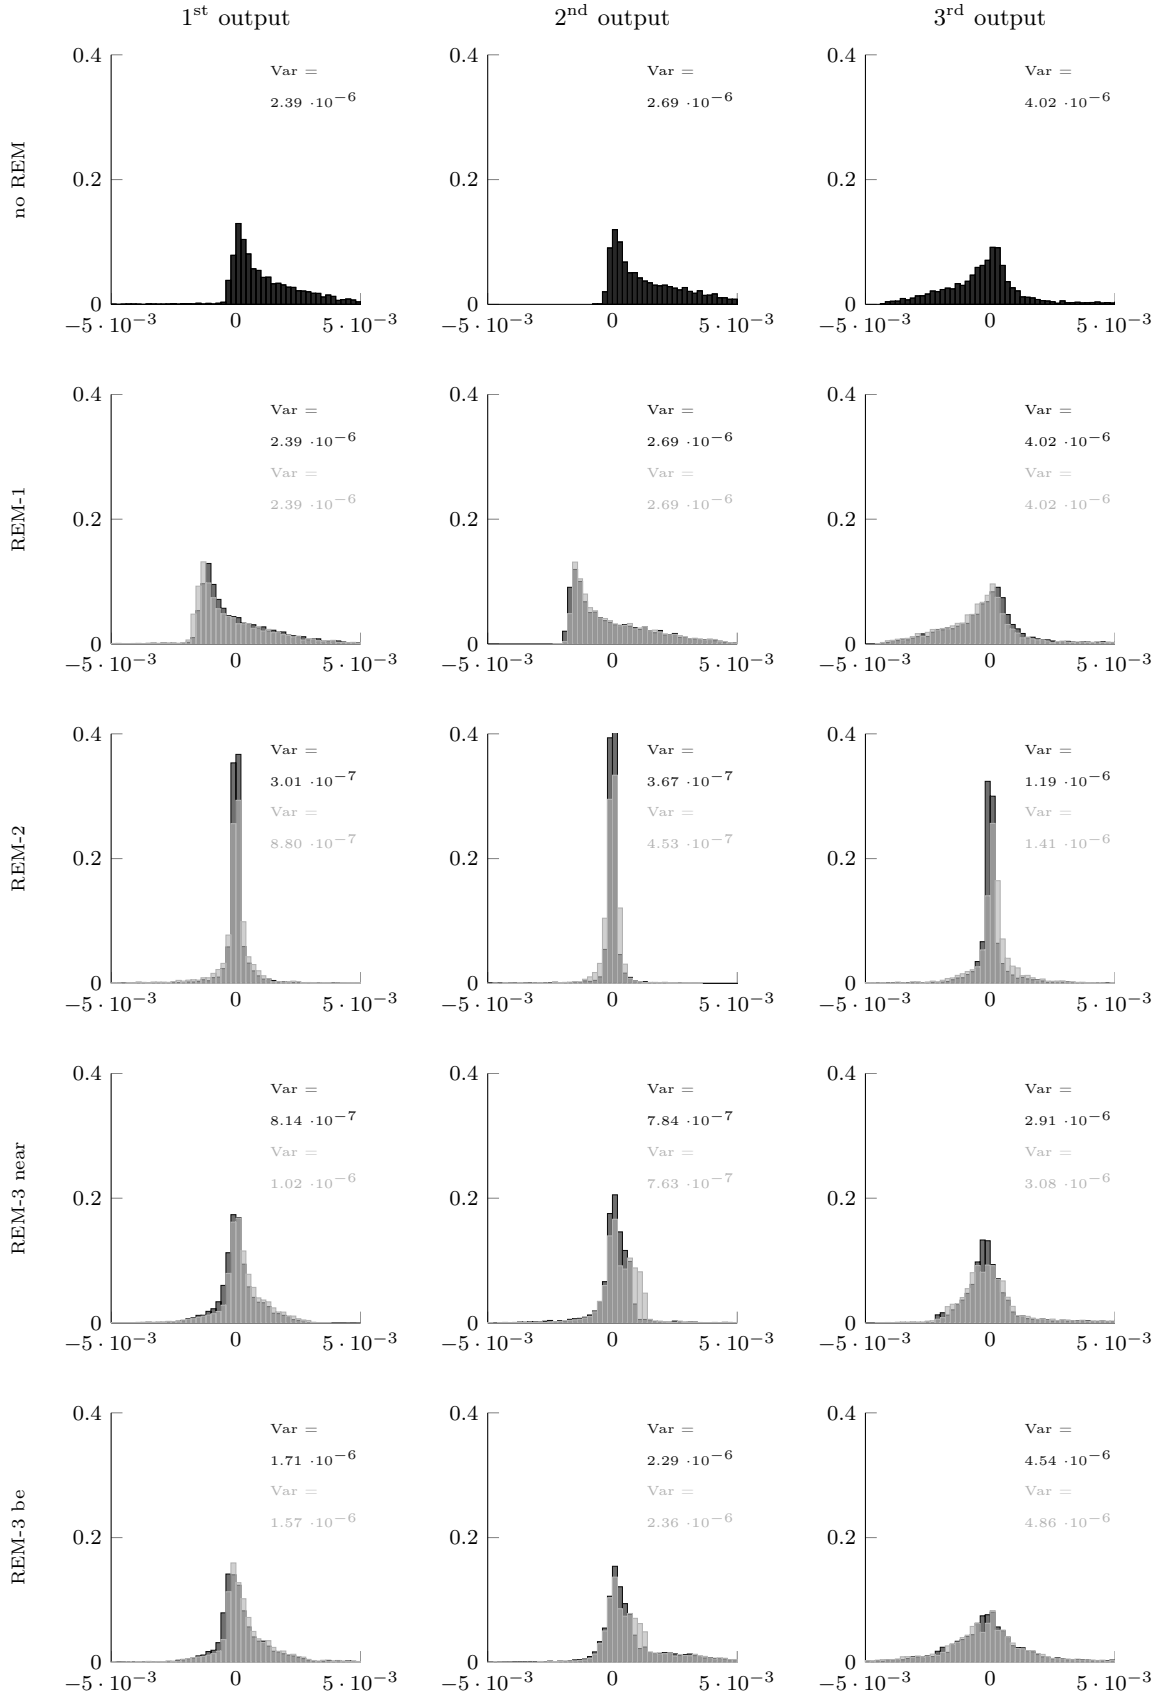 1st output 2nd output 3rd output
no REM
0.4 0.4 0.4
Var = Var = Var =
2.39 ·10−6 2.69 ·10−6 4.02 ·10−6
0.2 0.2 0.2
0 0 0
−5·10−3 0 5·10−3 −5·10−3 0 5·10−3 −5·10−3 0 5·10−3
REM-1
0.4 0.4 0.4
Var = Var = Var =
2.39 ·10−6 2.69 ·10−6 4.02 ·10−6
Var = Var = Var =
2.39 ·10−6 2.69 ·10−6 4.02 ·10−6
0.2 0.2 0.2
0 0 0
−5·10−3 0 5·10−3 −5·10−3 0 5·10−3 −5·10−3 0 5·10−3
REM-2
0.4 0.4 0.4
Var = Var = Var =
3.01 ·10−7 3.67 ·10−7 1.19 ·10−6
Var = Var = Var =
8.80 ·10−7 4.53 ·10−7 1.41 ·10−6
0.2 0.2 0.2
0 0 0
−5·10−3 0 5·10−3 −5·10−3 0 5·10−3 −5·10−3 0 5·10−3
REM-3 near
0.4 0.4 0.4
Var = Var = Var =
8.14 ·10−7 7.84 ·10−7 2.91 ·10−6
Var = Var = Var =
1.02 ·10−6 7.63 ·10−7 3.08 ·10−6
0.2 0.2 0.2
0 0 0
−5·10−3 0 5·10−3 −5·10−3 0 5·10−3 −5·10−3 0 5·10−3
REM-3 be
0.4 0.4 0.4
Var = Var = Var =
1.71 ·10−6 2.29 ·10−6 4.54 ·10−6
Var = Var = Var =
1.57 ·10−6 2.36 ·10−6 4.86 ·10−6
0.2 0.2 0.2
0 0 0
−5·10−3 0 5·10−3 −5·10−3 0 5·10−3 −5·10−3 0 5·10−3